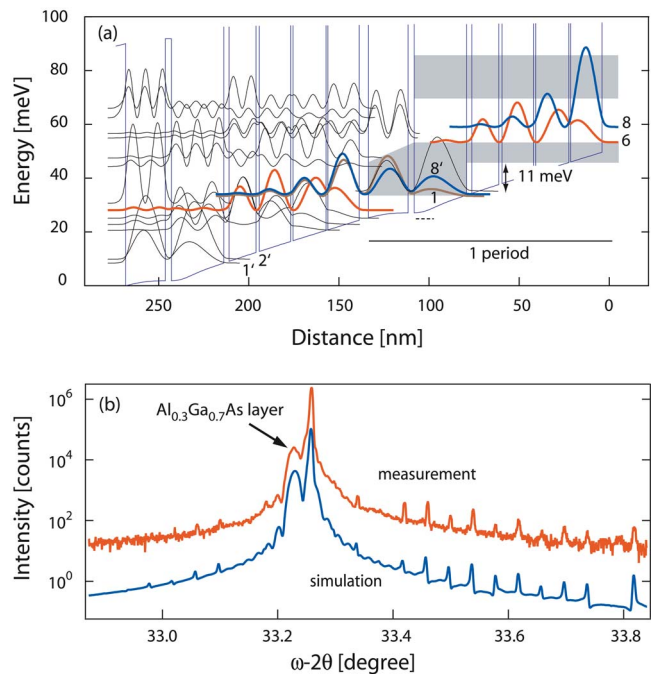 (a)
100
80
60
40
20
0
Energy [meV]
8
6
8'
1
11 meV
1' 2'
1 period
250 200 150 100 50 0
Distance [nm]
(b)
10^6
10^4
10^2
10^0
Intensity [counts]
Al0.3Ga0.7As layer
measurement
simulation
33.0 33.2 33.4 33.6 33.8
ω-2θ [degree]